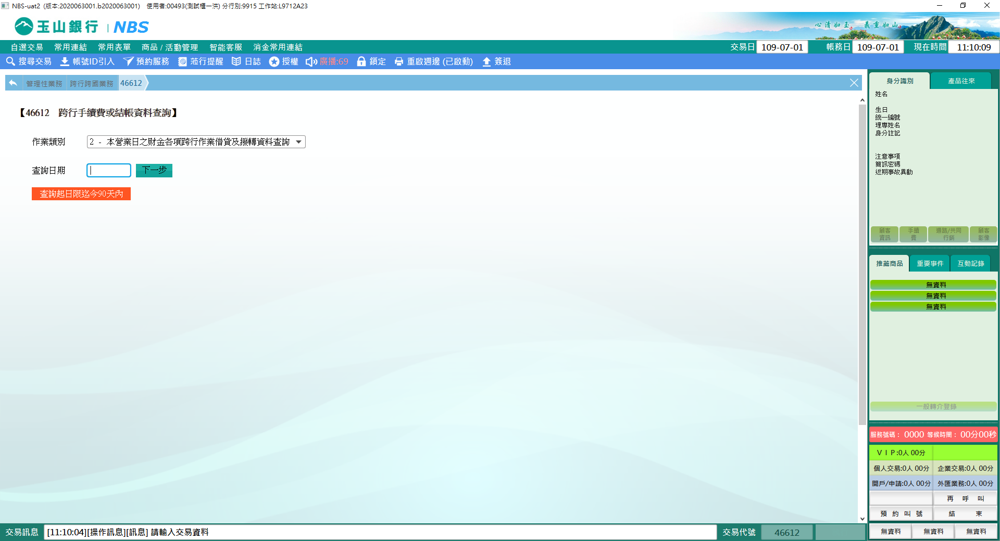 NBS-uat2 (版本:2020063001.b2020063001) 使用者:00493(測試櫃一洪) 分行別:9915 工作站:L9712A23
玉山銀行 | NBS
心清如玉 義重如山
自選交易 常用連結 常用表單 商品 / 活動管理 智能客服 消金常用連結 交易日 109-07-01 帳務日 109-07-01 現在時間 11:10:09
搜尋交易 帳號ID引入 預約服務 蒞行提醒 日誌 授權 廣播:69 鎖定 重啟週邊 (已啟動) 簽退
管理性業務 跨行跨國業務 46612
【46612 跨行手續費或結帳資料查詢】
作業類別 2 - 本營業日之財金各項跨行作業借貸及撥轉資料查詢
查詢日期 下一步
查詢起日限迄今90天內
身分識別 產品往來
姓名
生日
統一編號
理專姓名
身分註記
注意事項
簡訊密碼
近期事故異動
顧客資訊 手續費 通路/共同行銷 顧客影像
推薦商品 重要事件 互動記錄
無資料
無資料
無資料
一般轉介登錄
服務號碼： 0000 等候時間： 00分00秒
ＶＩＰ:0人 00分
個人交易:0人 00分 企業交易:0人 00分
開戶/申請:0人 00分 外匯業務:0人 00分
再 呼 叫
預 約 叫 號 結 束
無資料 無資料 無資料
交易訊息 [11:10:04][操作訊息][訊息] 請輸入交易資料 交易代號 46612